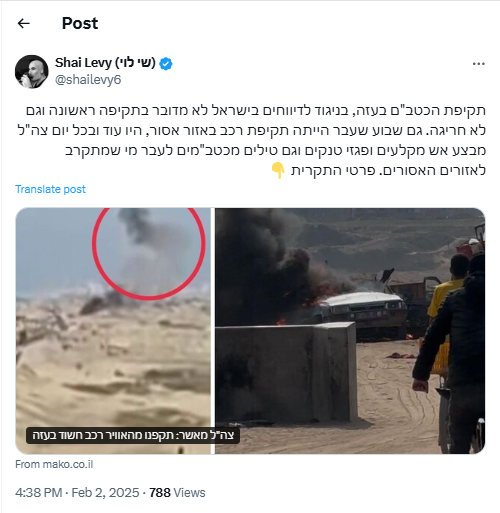 Post
Shai Levy (שי לוי)
@shailevy6
תקיפת הכטב"ם בעזה, בניגוד לדיווחים בישראל לא מדובר בתקיפה ראשונה וגם
לא חריגה. גם שבוע שעבר הייתה תקיפת רכב באזור אסור, היו עוד ובכל יום צה"ל
מבצע אש מקלעים ופגזי טנקים וגם טילים מכטב"מים לעבר מי שמתקרב
לאזורים האסורים. פרטי התקרית 👇
Translate post
צה"ל מאשר: תקפנו מהאוויר רכב חשוד בעזה
From mako.co.il
4:38 PM · Feb 2, 2025 · 788 Views